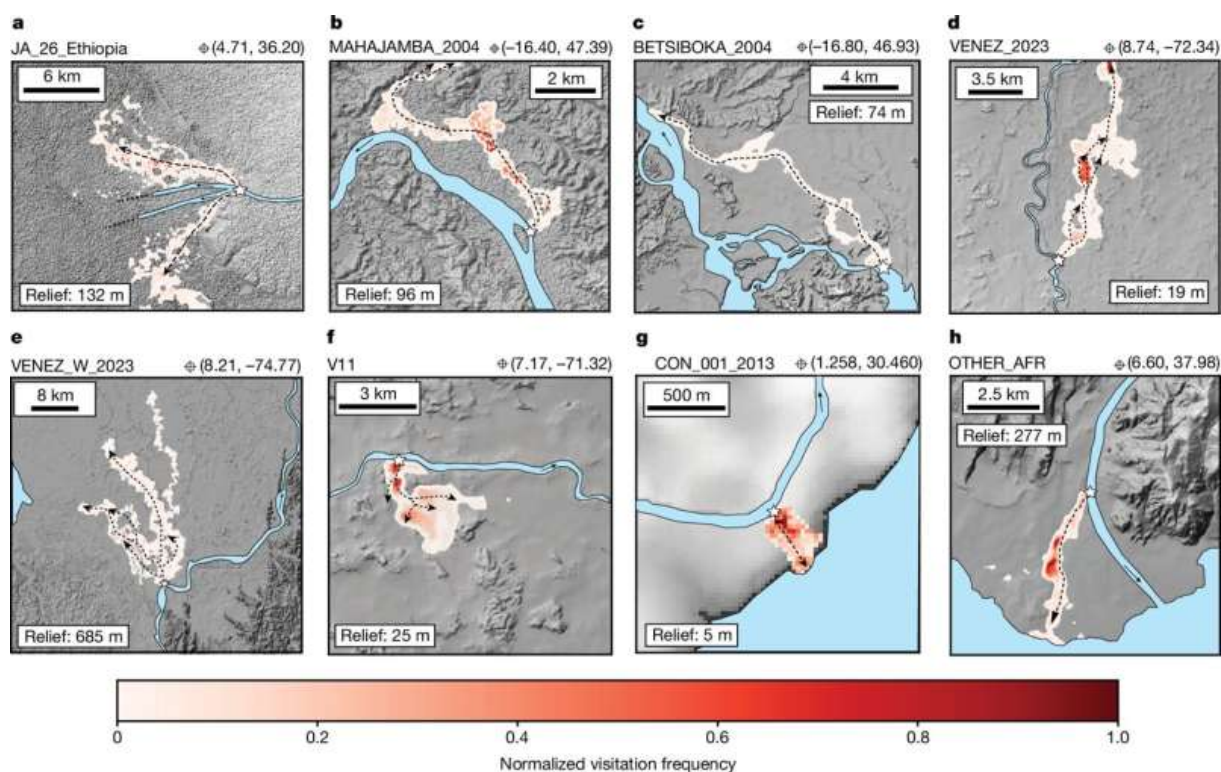 a
JA_26_Ethiopia ⌖(4.71, 36.20)
6 km
Relief: 132 m
b
MAHAJAMBA_2004 ⌖(−16.40, 47.39)
2 km
Relief: 96 m
c
BETSIBOKA_2004 ⌖(−16.80, 46.93)
4 km
Relief: 74 m
d
VENEZ_2023 ⌖(8.74, −72.34)
3.5 km
Relief: 19 m
e
VENEZ_W_2023 ⌖(8.21, −74.77)
8 km
Relief: 685 m
f
V11 ⌖(7.17, −71.32)
3 km
Relief: 25 m
g
CON_001_2013 ⌖(1.258, 30.460)
500 m
Relief: 5 m
h
OTHER_AFR ⌖(6.60, 37.98)
2.5 km
Relief: 277 m
0 0.2 0.4 0.6 0.8 1.0
Normalized visitation frequency